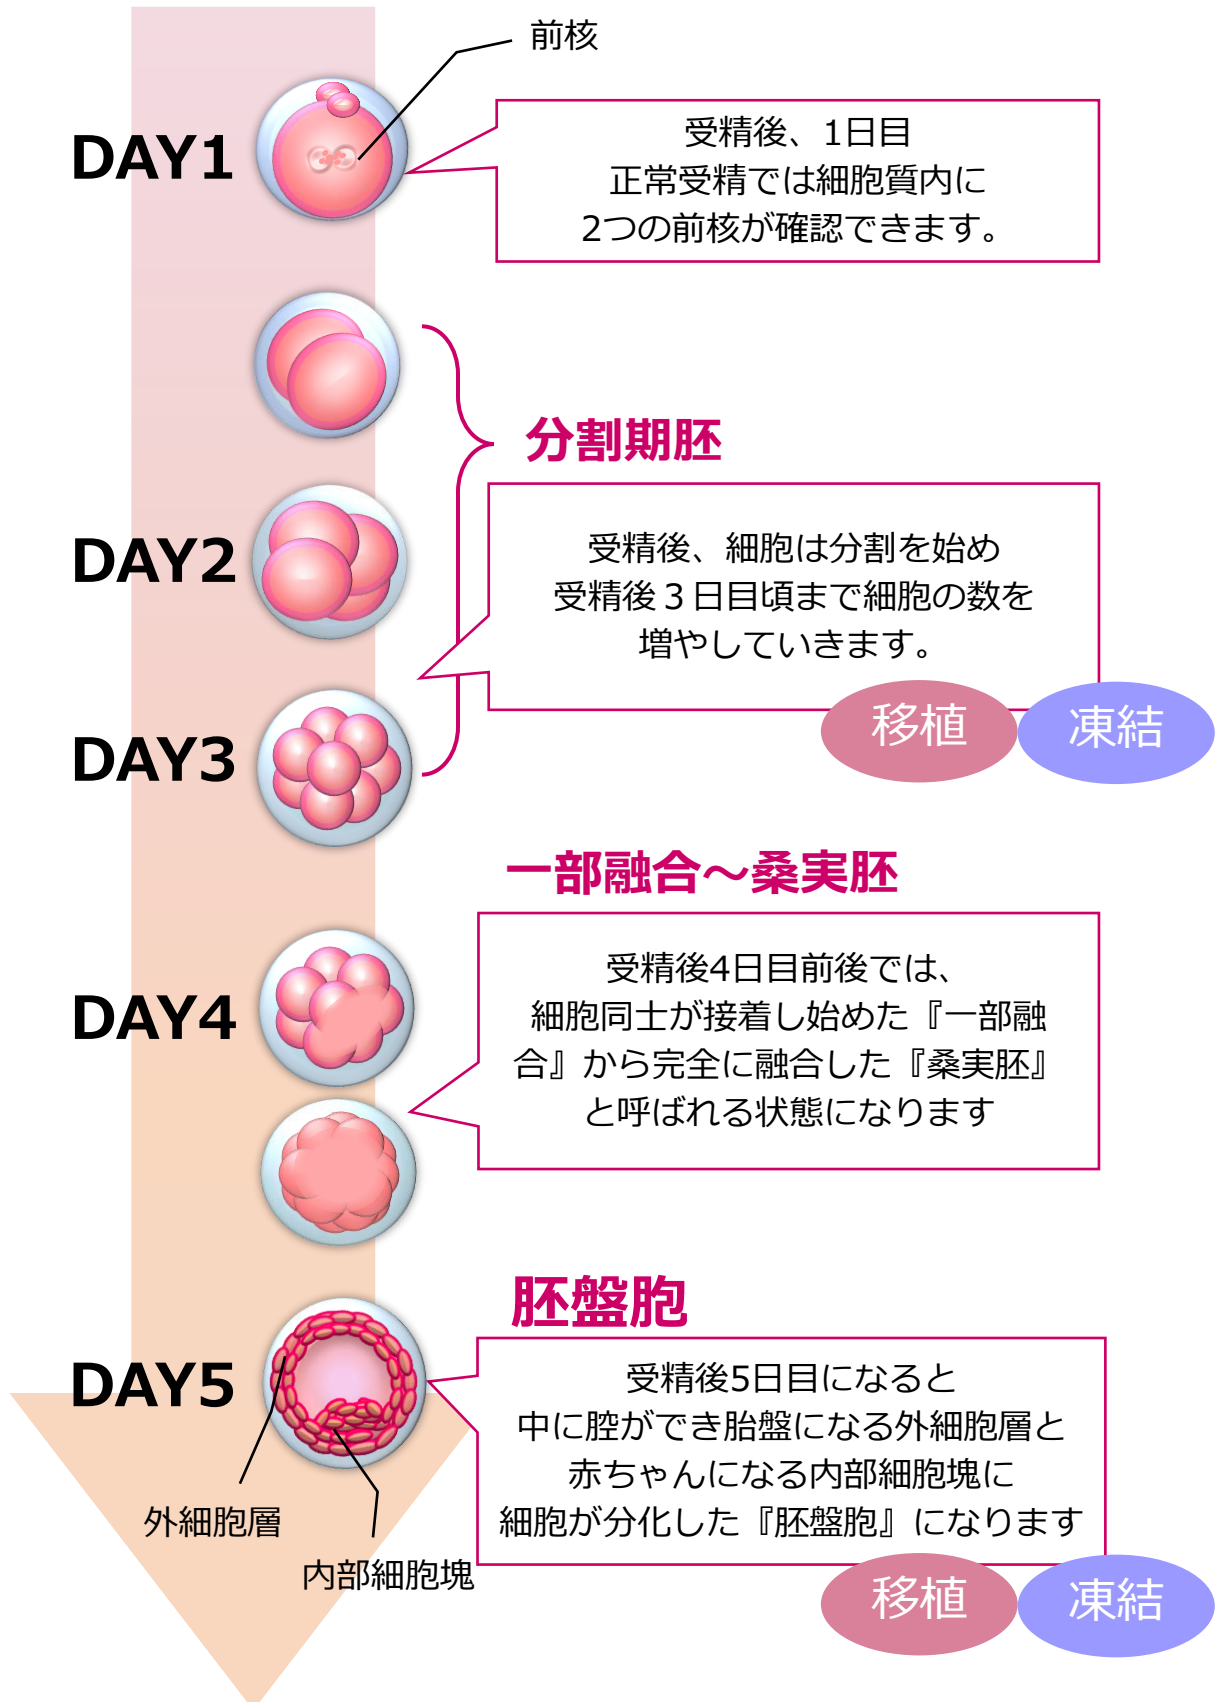 前核
DAY1
受精後、1日目
正常受精では細胞質内に
2つの前核が確認できます。
分割期胚
DAY2
受精後、細胞は分割を始め
受精後３日目頃まで細胞の数を
増やしていきます。
移植
凍結
DAY3
一部融合～桑実胚
DAY4
受精後4日目前後では、
細胞同士が接着し始めた『一部融
合』から完全に融合した『桑実胚』
と呼ばれる状態になります
胚盤胞
DAY5
受精後5日目になると
中に腔ができ胎盤になる外細胞層と
赤ちゃんになる内部細胞塊に
細胞が分化した『胚盤胞』になります
外細胞層
内部細胞塊
移植
凍結